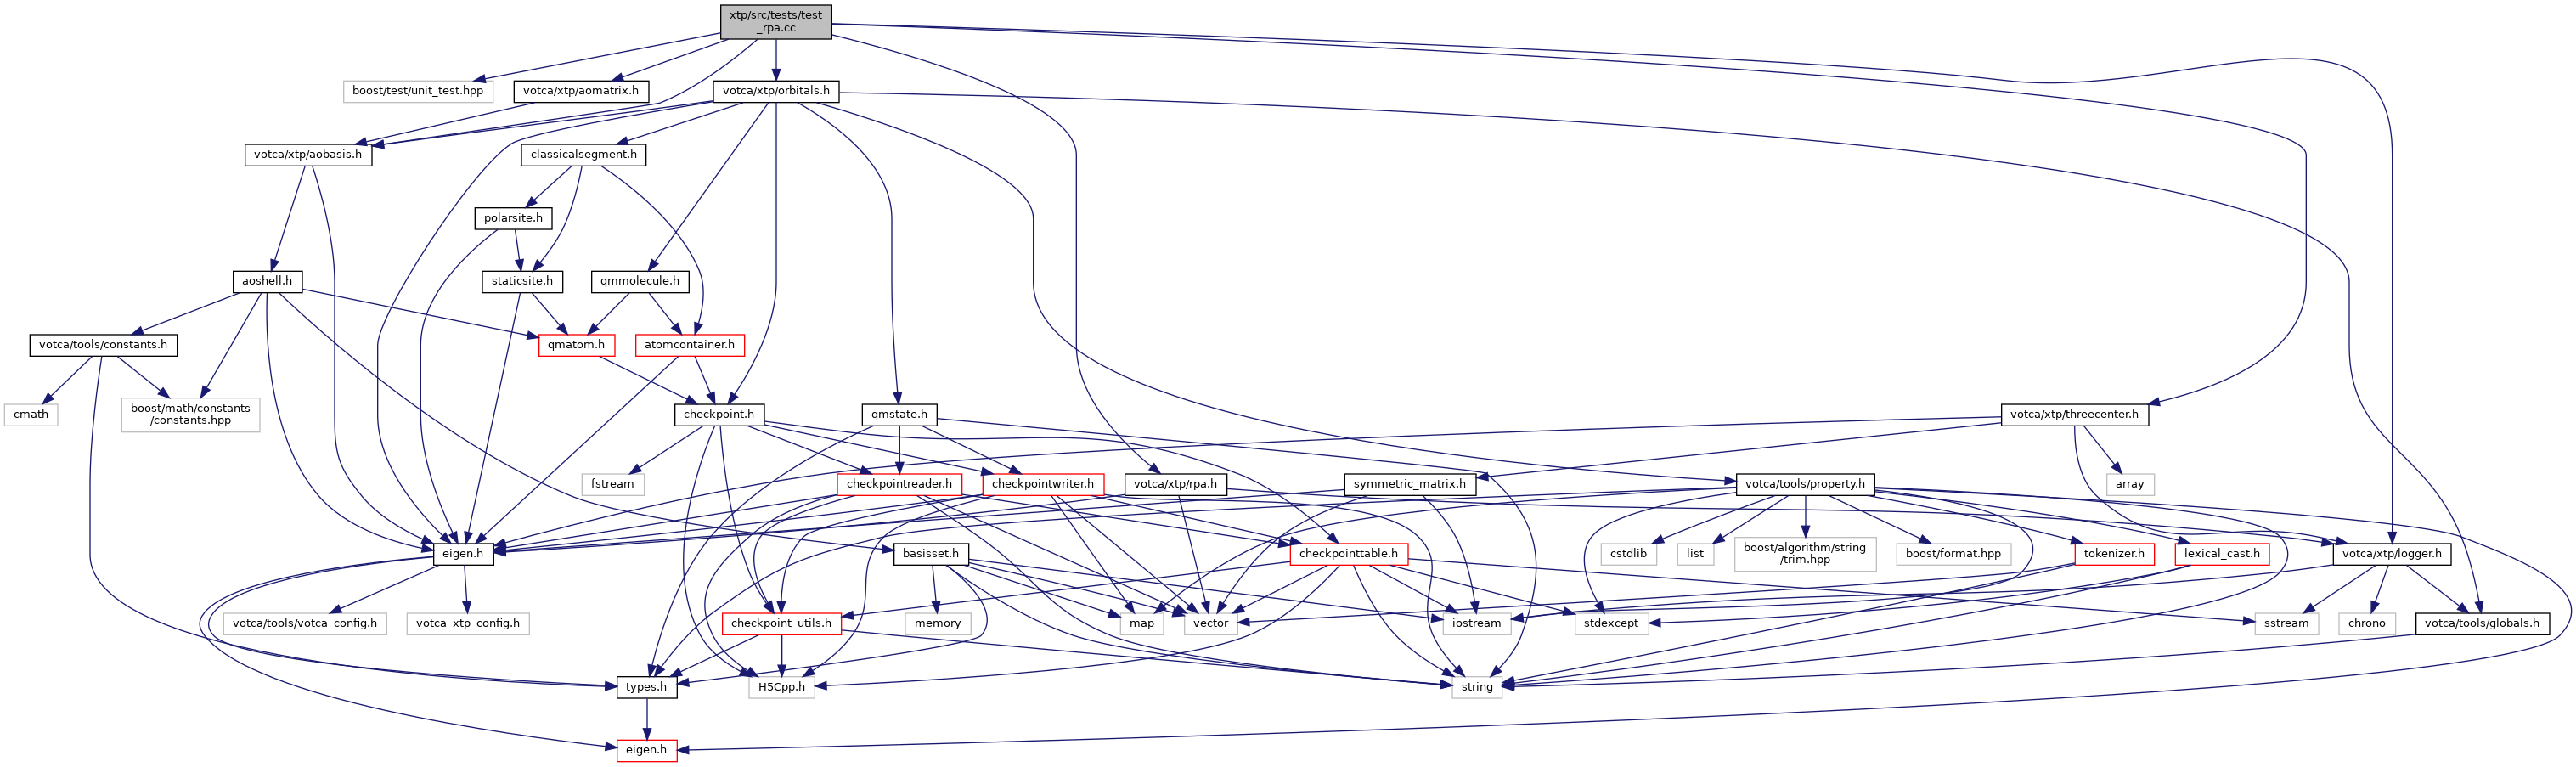 xtp/src/tests/test
_rpa.cc
boost/test/unit_test.hpp
votca/xtp/aomatrix.h
votca/xtp/orbitals.h
votca/xtp/aobasis.h
classicalsegment.h
polarsite.h
aoshell.h
staticsite.h
qmmolecule.h
votca/tools/constants.h
qmatom.h
atomcontainer.h
cmath
boost/math/constants
/constants.hpp
checkpoint.h
qmstate.h
votca/xtp/threecenter.h
fstream
checkpointreader.h
checkpointwriter.h
votca/xtp/rpa.h
symmetric_matrix.h
votca/tools/property.h
array
eigen.h
basisset.h
checkpointtable.h
cstdlib
list
boost/algorithm/string
/trim.hpp
boost/format.hpp
tokenizer.h
lexical_cast.h
votca/xtp/logger.h
votca/tools/votca_config.h
votca_xtp_config.h
checkpoint_utils.h
memory
map
vector
iostream
stdexcept
sstream
chrono
votca/tools/globals.h
types.h
H5Cpp.h
string
eigen.h